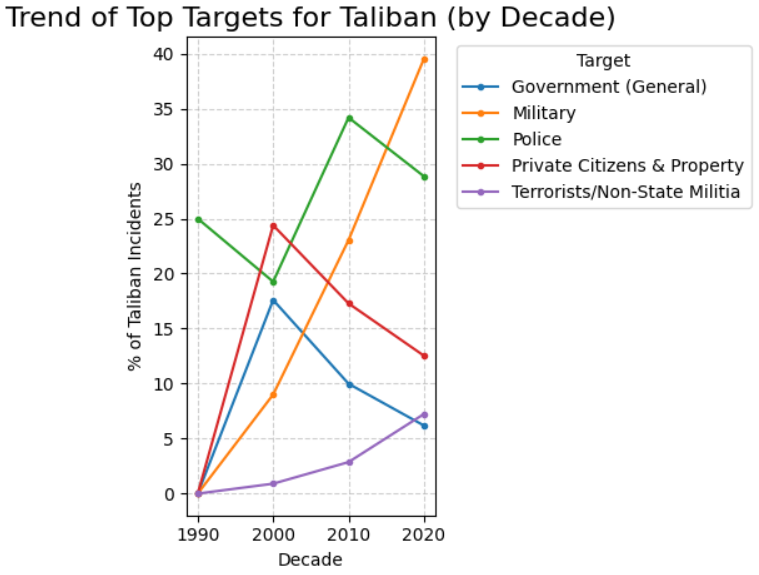 Trend of Top Targets for Taliban (by Decade)
Target
Government (General)
Military
Police
Private Citizens & Property
Terrorists/Non-State Militia
% of Taliban Incidents
40
35
30
25
20
15
10
5
0
1990 2000 2010 2020
Decade